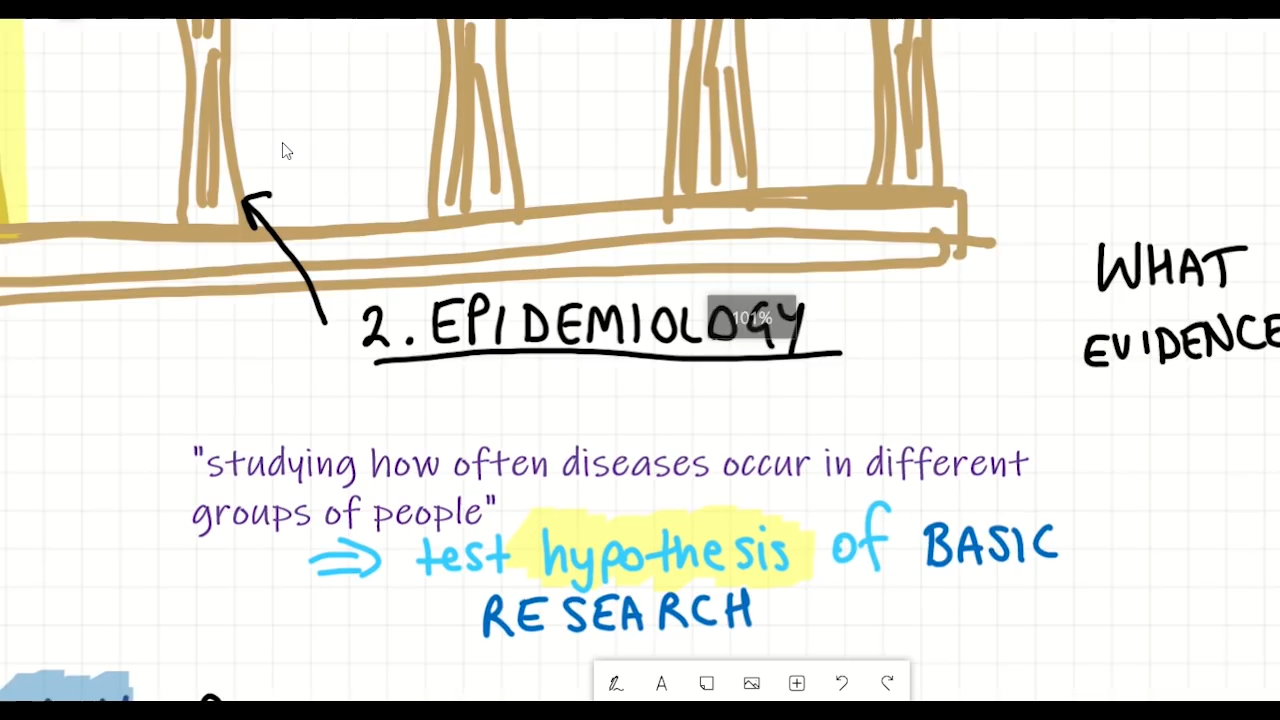 2. EPIDEMIOLOGY
101%
WHAT
EVIDENCE
"studying how often diseases occur in different
groups of people"
⇒ test hypothesis of BASIC
RESEARCH